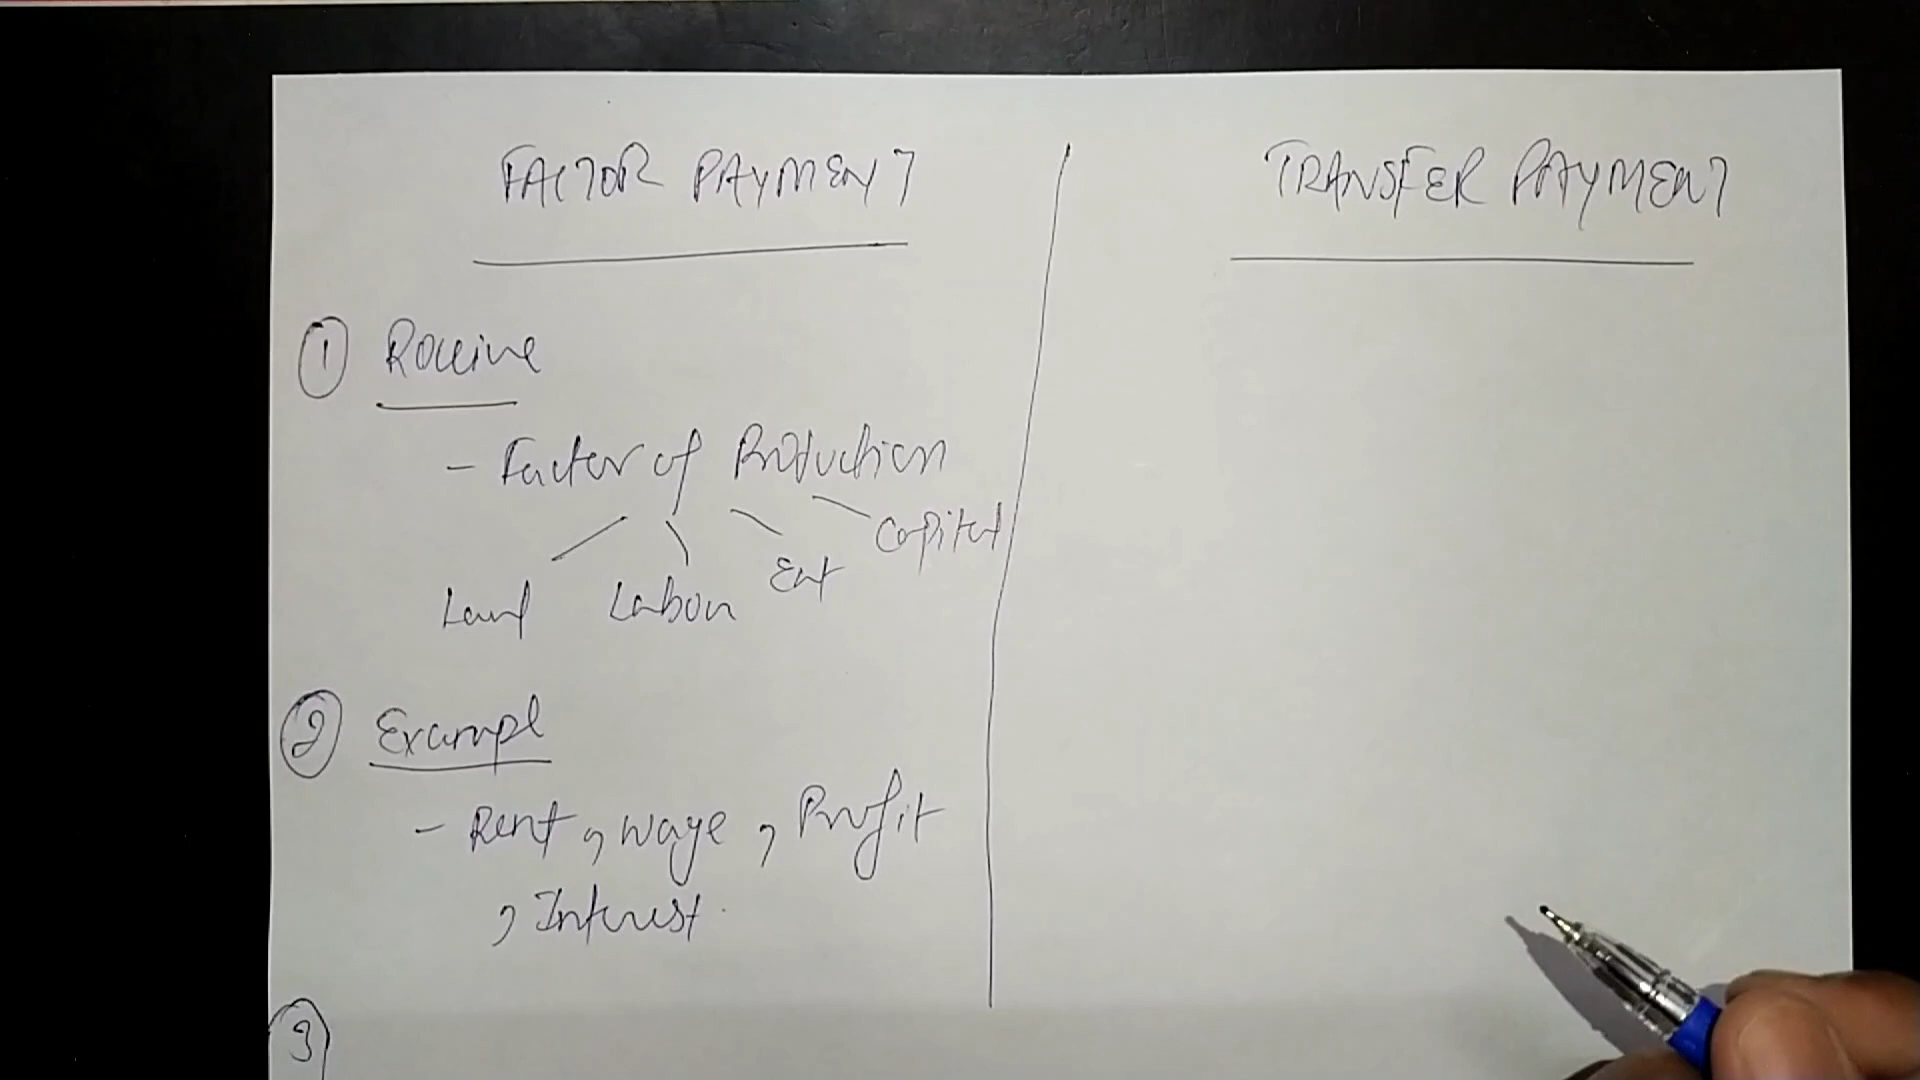 FACTOR PAYMENT
TRANSFER PAYMENT
① Receive
- Factor of Production
Land Labour Ent Capital
② Exampl
- Rent, wage, Profit
, Interest
③